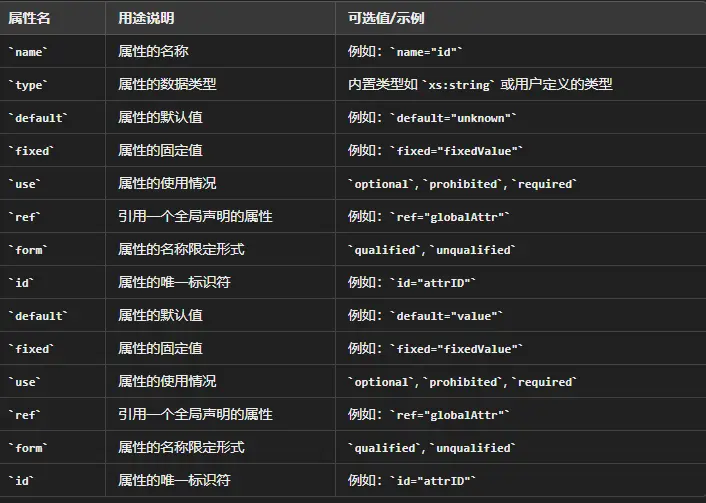 属性名 用途说明 可选值/示例
`name` 属性的名称 例如：`name="id"`
`type` 属性的数据类型 内置类型如 `xs:string` 或用户定义的类型
`default` 属性的默认值 例如：`default="unknown"`
`fixed` 属性的固定值 例如：`fixed="fixedValue"`
`use` 属性的使用情况 `optional`,`prohibited`,`required`
`ref` 引用一个全局声明的属性 例如：`ref="globalAttr"`
`form` 属性的名称限定形式 `qualified`,`unqualified`
`id` 属性的唯一标识符 例如：`id="attrID"`
`default` 属性的默认值 例如：`default="value"`
`fixed` 属性的固定值 例如：`fixed="fixedValue"`
`use` 属性的使用情况 `optional`,`prohibited`,`required`
`ref` 引用一个全局声明的属性 例如：`ref="globalAttr"`
`form` 属性的名称限定形式 `qualified`,`unqualified`
`id` 属性的唯一标识符 例如：`id="attrID"`